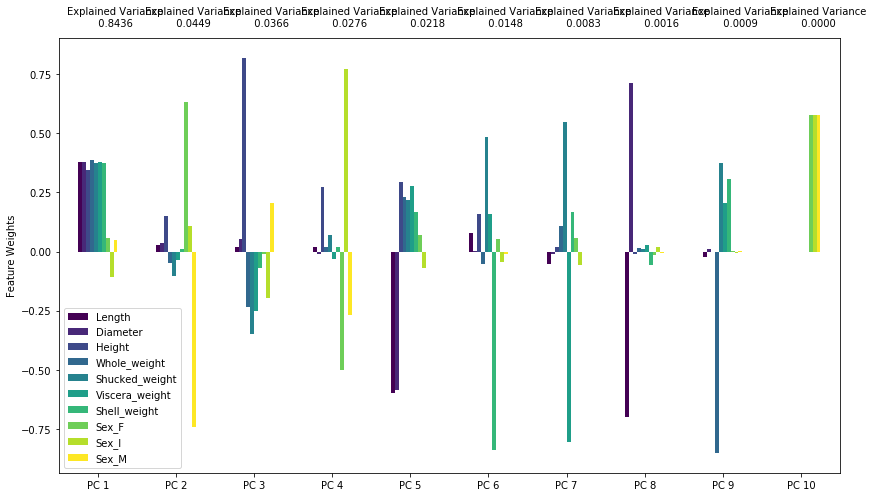 Explained Variance Explained Variance Explained Variance Explained Variance Explained Variance Explained Variance Explained Variance Explained Variance Explained Variance Explained Variance
0.8436 0.0449 0.0366 0.0276 0.0218 0.0148 0.0083 0.0016 0.0009 0.0000
0.75
0.50
0.25
0.00
−0.25
−0.50
−0.75
Feature Weights
Length
Diameter
Height
Whole_weight
Shucked_weight
Viscera_weight
Shell_weight
Sex_F
Sex_I
Sex_M
PC 1 PC 2 PC 3 PC 4 PC 5 PC 6 PC 7 PC 8 PC 9 PC 10